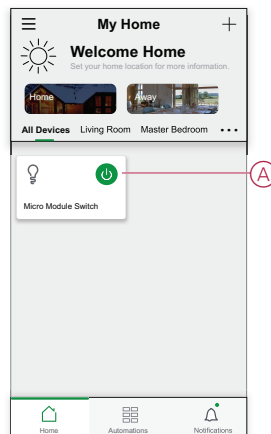 My Home
Welcome Home
Set your home location for more information.
Home Away
All Devices Living Room Master Bedroom
A
Micro Module Switch
Home Automations Notifications